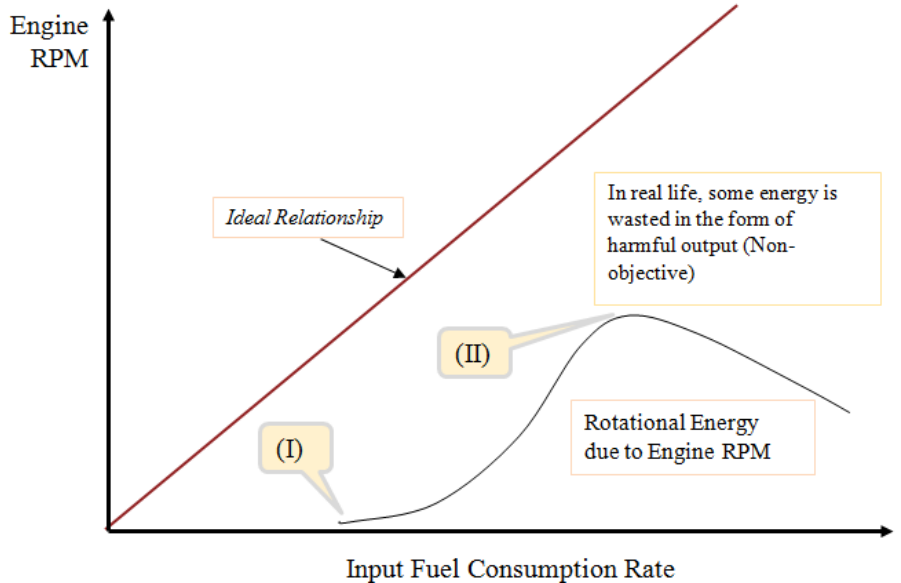 Engine
RPM
Ideal Relationship
In real life, some energy is
wasted in the form of
harmful output (Non-
objective)
(II)
(I)
Rotational Energy
due to Engine RPM
Input Fuel Consumption Rate